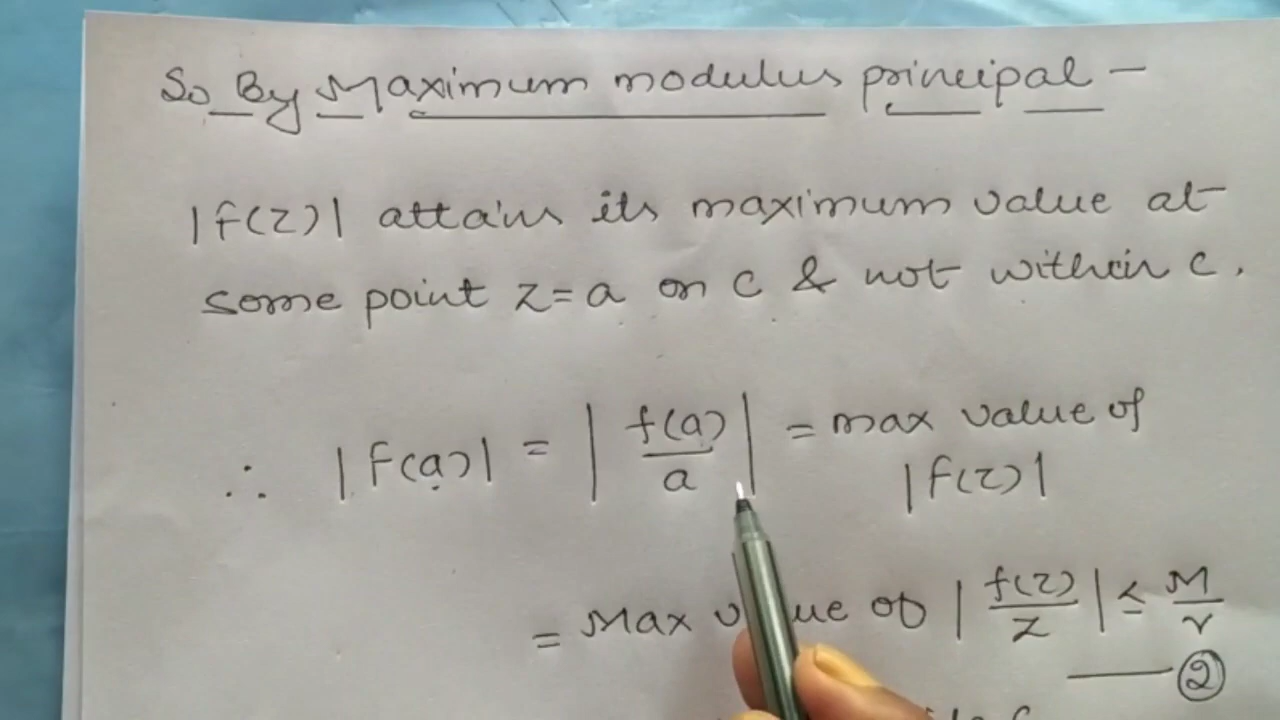 So By Maximum modulus principal -
|F(z)| attains its maximum value at
some point z=a on c & not within c.
∴ |F(a)| = | f(a)/a | = max value of
|F(z)|
= Max v ue of | f(z)/z | ≤ M/r
—— ②